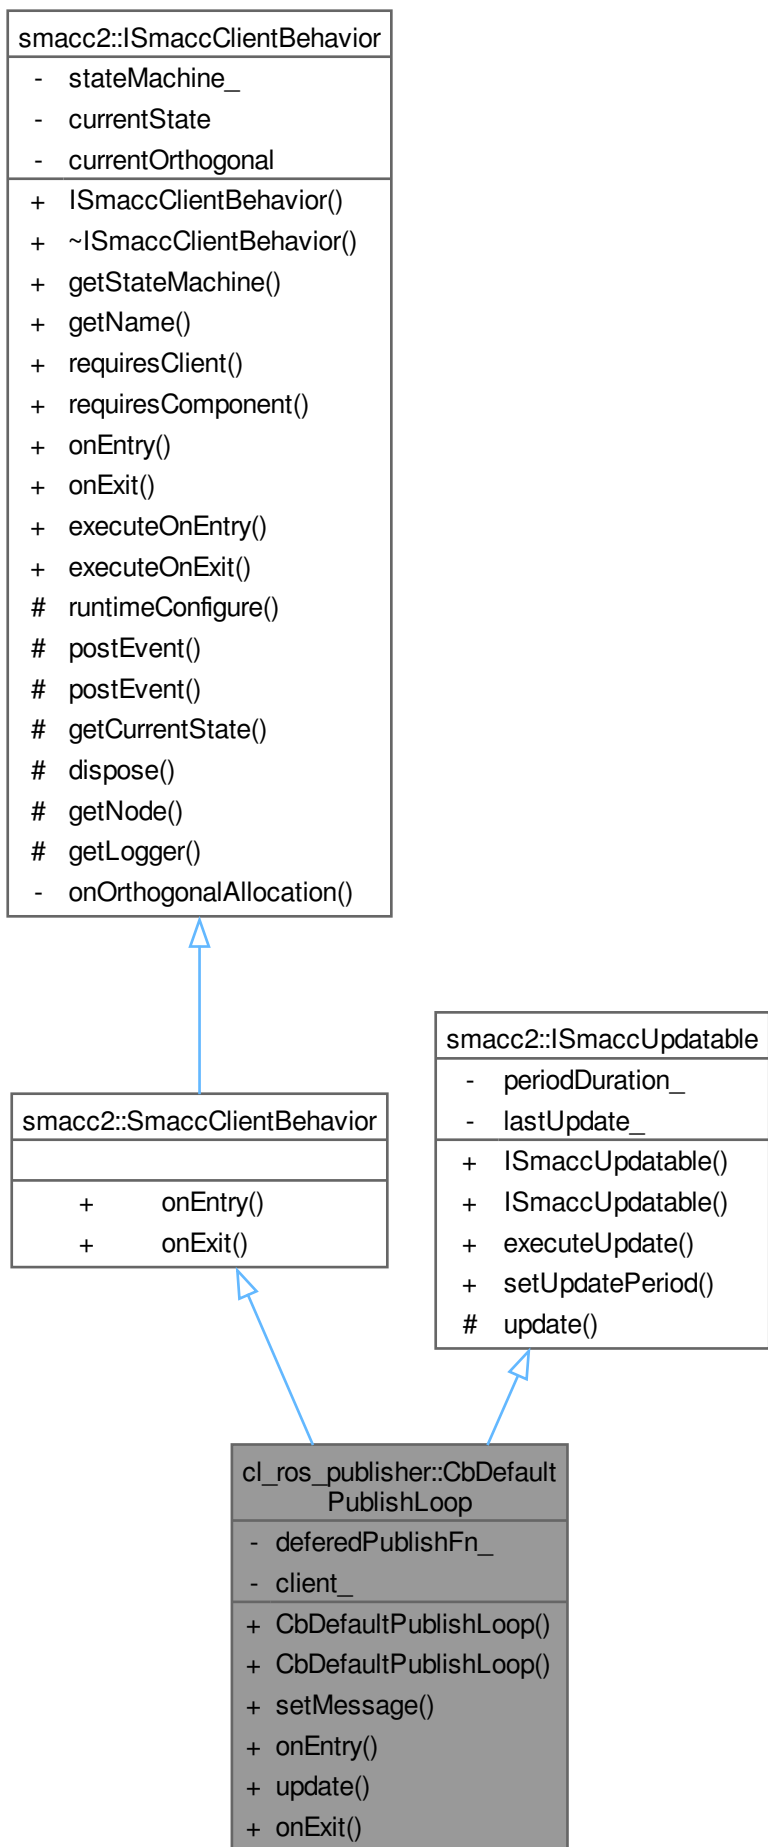 smacc2::ISmaccClientBehavior
- stateMachine_
- currentState
- currentOrthogonal
+ ISmaccClientBehavior()
+ ~ISmaccClientBehavior()
+ getStateMachine()
+ getName()
+ requiresClient()
+ requiresComponent()
+ onEntry()
+ onExit()
+ executeOnEntry()
+ executeOnExit()
# runtimeConfigure()
# postEvent()
# postEvent()
# getCurrentState()
# dispose()
# getNode()
# getLogger()
- onOrthogonalAllocation()
smacc2::SmaccClientBehavior
+ onEntry()
+ onExit()
smacc2::ISmaccUpdatable
- periodDuration_
- lastUpdate_
+ ISmaccUpdatable()
+ ISmaccUpdatable()
+ executeUpdate()
+ setUpdatePeriod()
# update()
cl_ros_publisher::CbDefault
PublishLoop
- deferedPublishFn_
- client_
+ CbDefaultPublishLoop()
+ CbDefaultPublishLoop()
+ setMessage()
+ onEntry()
+ update()
+ onExit()